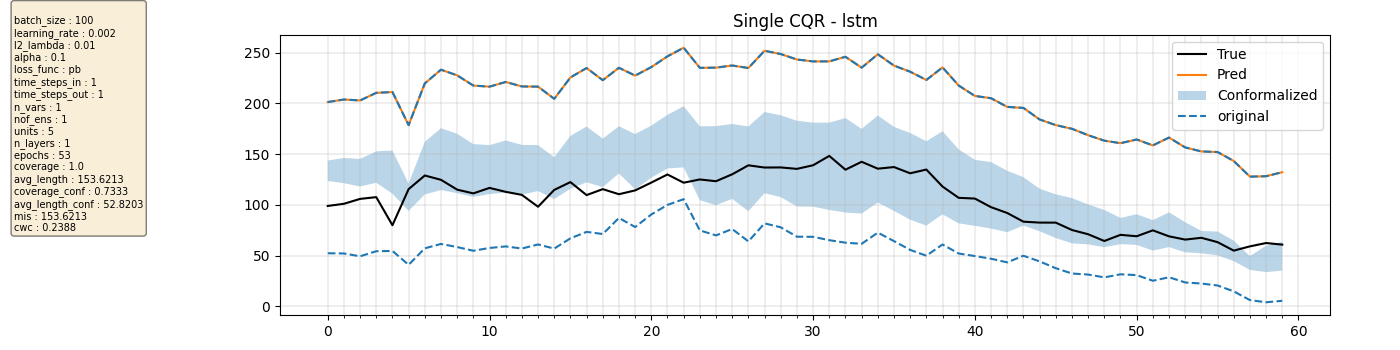 batch_size : 100
learning_rate : 0.002
l2_lambda : 0.01
alpha : 0.1
loss_func : pb
time_steps_in : 1
time_steps_out : 1
n_vars : 1
nof_ens : 1
units : 5
n_layers : 1
epochs : 53
coverage : 1.0
avg_length : 153.6213
coverage_conf : 0.7333
avg_length_conf : 52.8203
mis : 153.6213
cwc : 0.2388
Single CQR - lstm
True
Pred
Conformalized
original
250
200
150
100
50
0
0 10 20 30 40 50 60